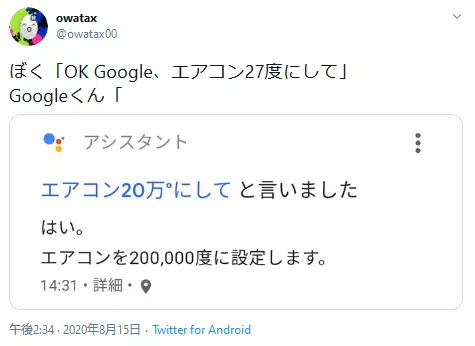 owatax
@owatax00
ぼく「OK Google、エアコン27度にして」
Googleくん「
アシスタント
エアコン20万°にして と言いました
はい。
エアコンを200,000度に設定します。
14:31・詳細・
午後2:34 · 2020年8月15日 · Twitter for Android